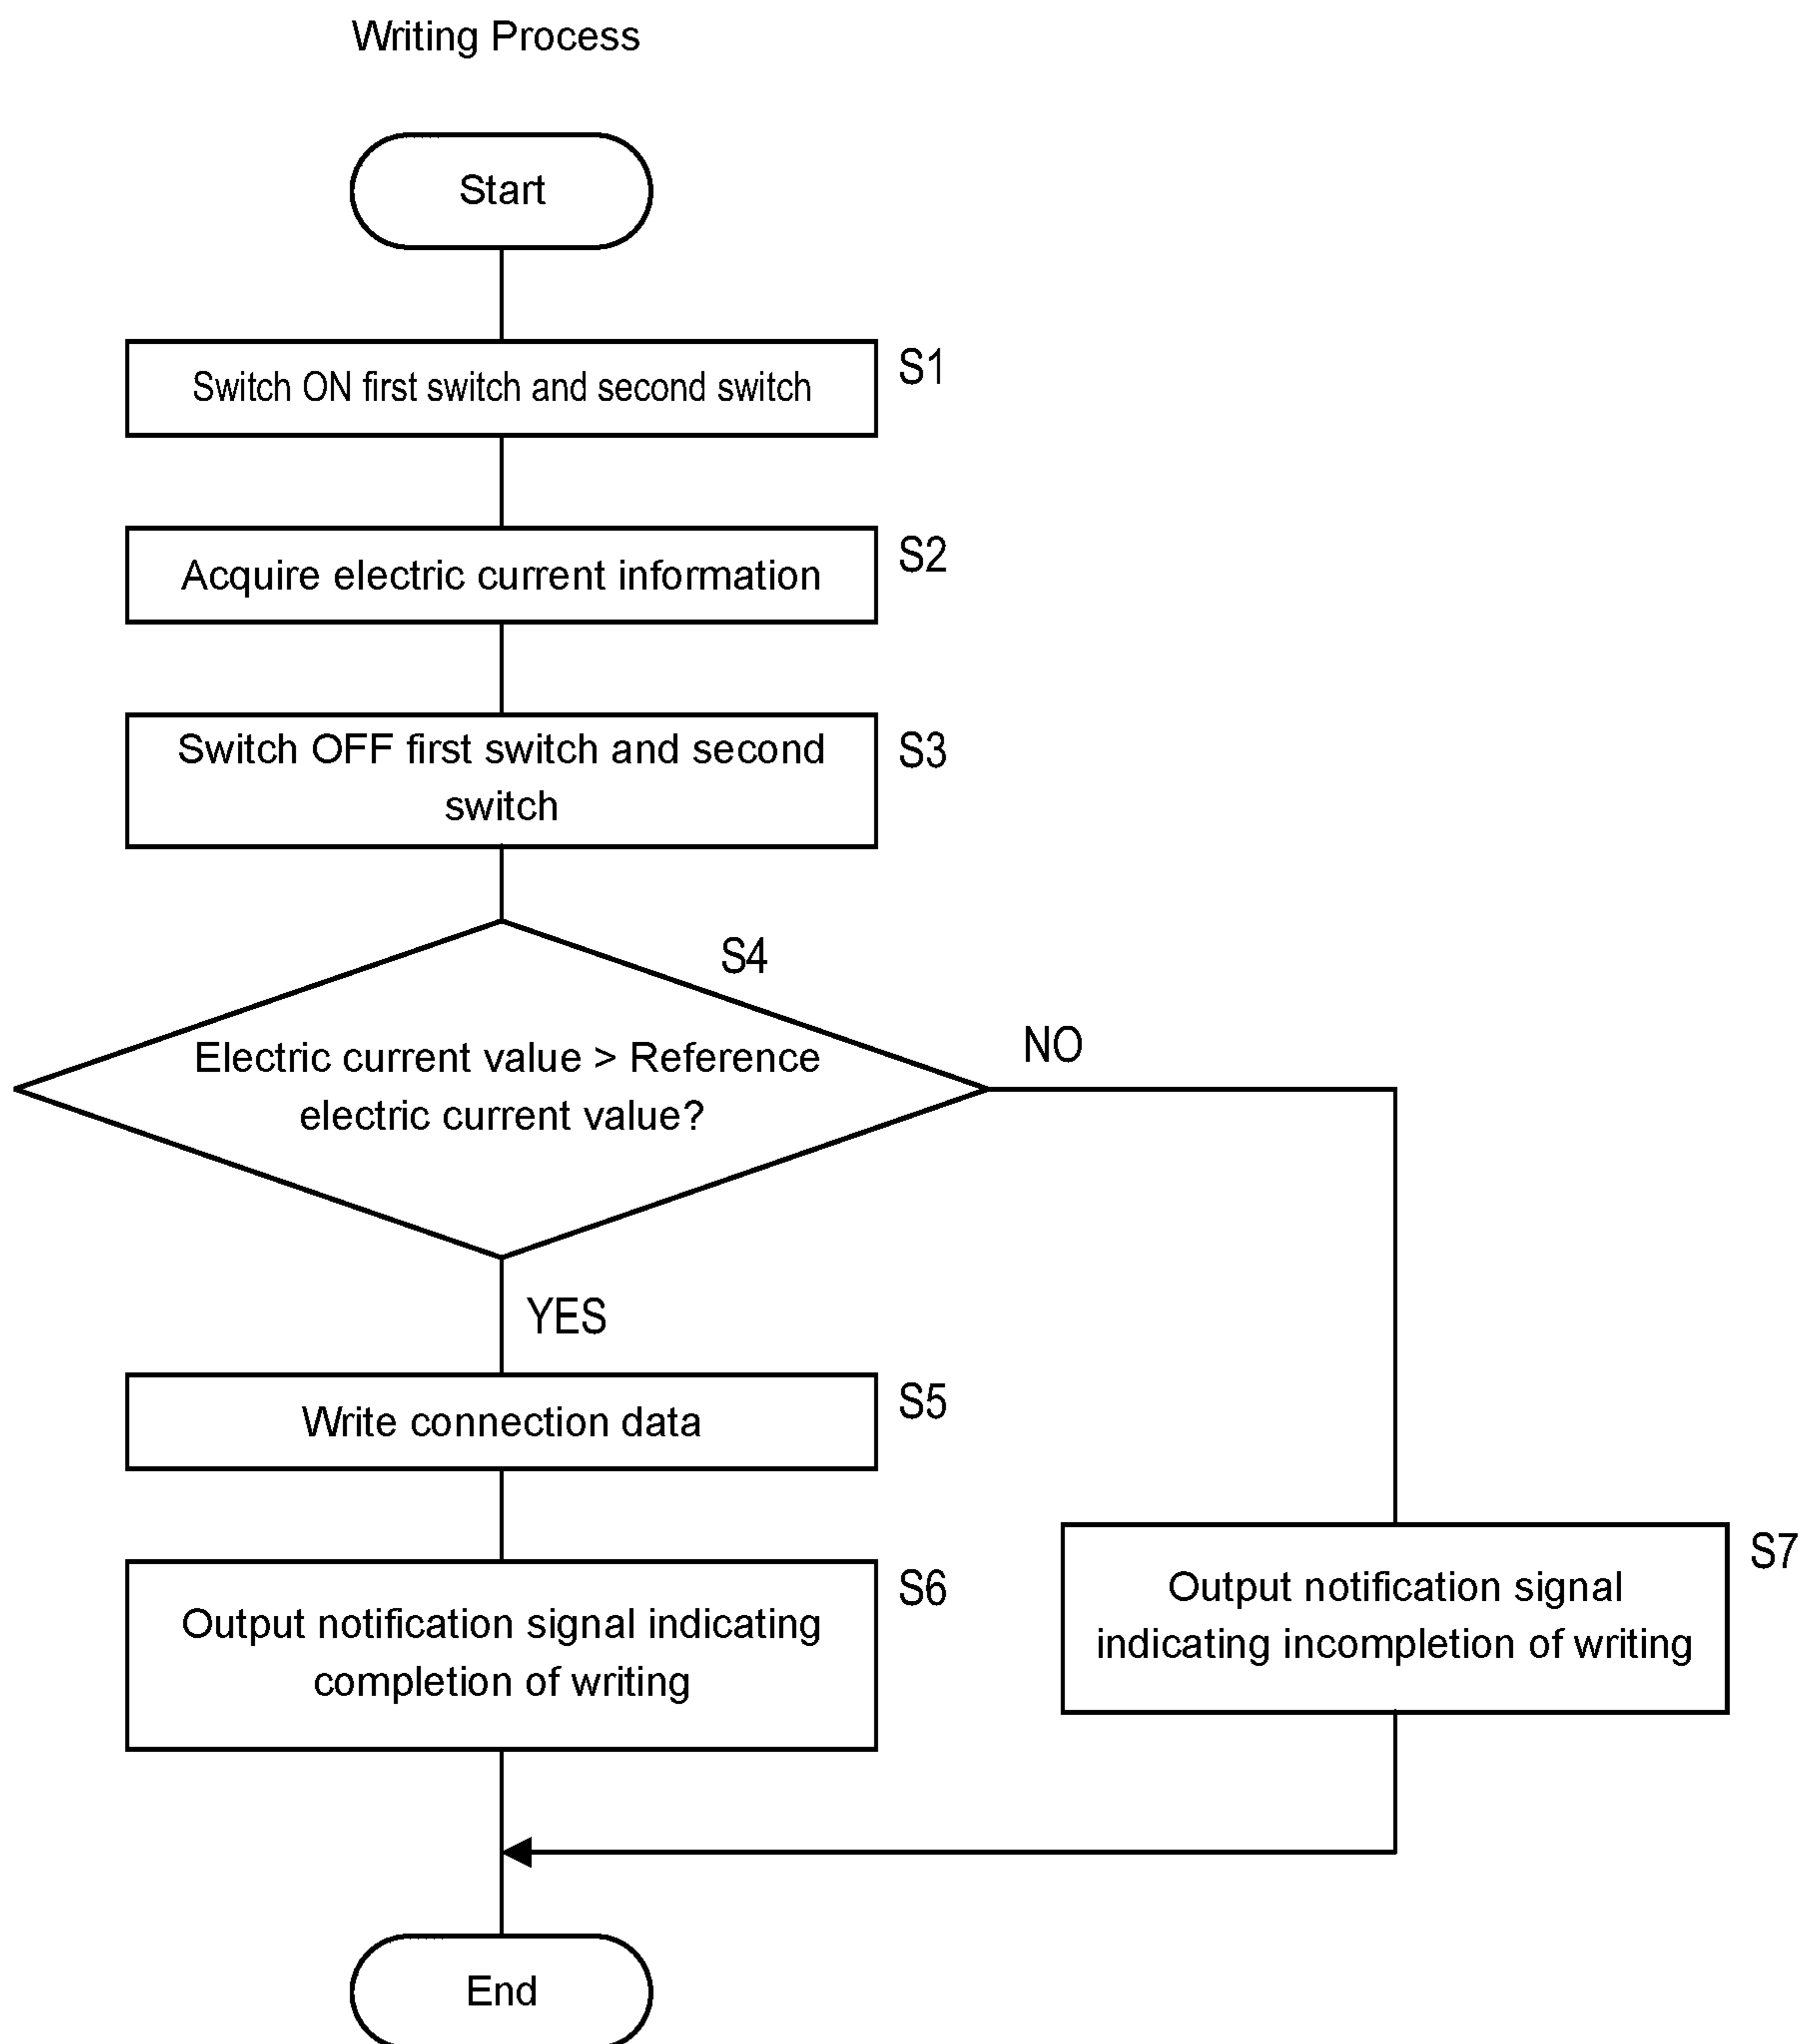 Writing Process
Start
Switch ON first switch and second switch
S1
Acquire electric current information
S2
Switch OFF first switch and second
switch
S3
S4
Electric current value > Reference
electric current value?
NO
YES
Write connection data
S5
Output notification signal indicating
completion of writing
S6
Output notification signal
indicating incompletion of writing
S7
End